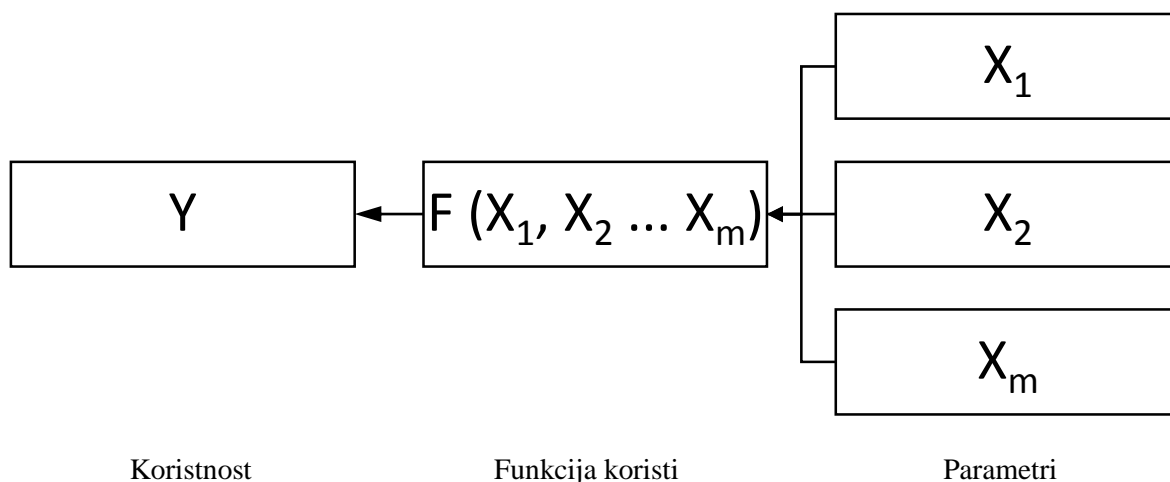 X₁
Y
F (X₁, X₂ ... Xₘ)
X₂
Xₘ
Koristnost
Funkcija koristi
Parametri